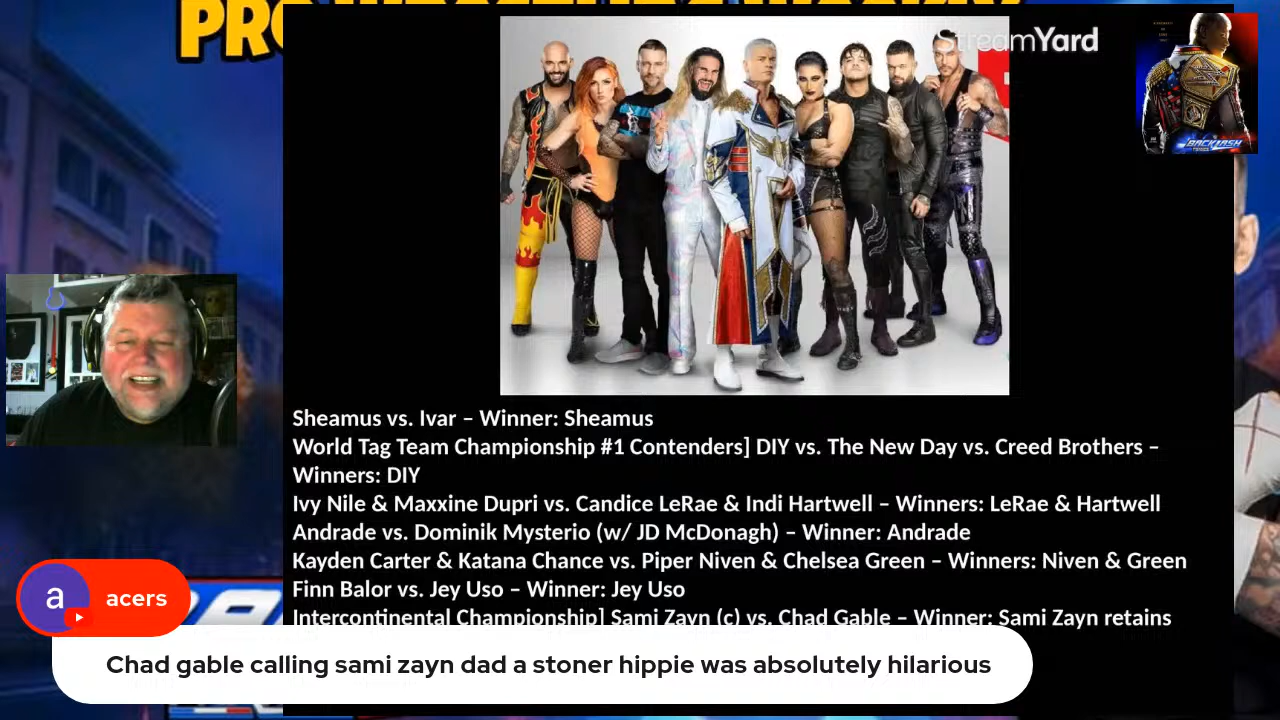 StreamYard
BACKLASH
Sheamus vs. Ivar – Winner: Sheamus
World Tag Team Championship #1 Contenders] DIY vs. The New Day vs. Creed Brothers –
Winners: DIY
Ivy Nile & Maxxine Dupri vs. Candice LeRae & Indi Hartwell – Winners: LeRae & Hartwell
Andrade vs. Dominik Mysterio (w/ JD McDonagh) – Winner: Andrade
Kayden Carter & Katana Chance vs. Piper Niven & Chelsea Green – Winners: Niven & Green
Finn Balor vs. Jey Uso – Winner: Jey Uso
Intercontinental Championship] Sami Zayn (c) vs. Chad Gable – Winner: Sami Zayn retains
a
acers
Chad gable calling sami zayn dad a stoner hippie was absolutely hilarious